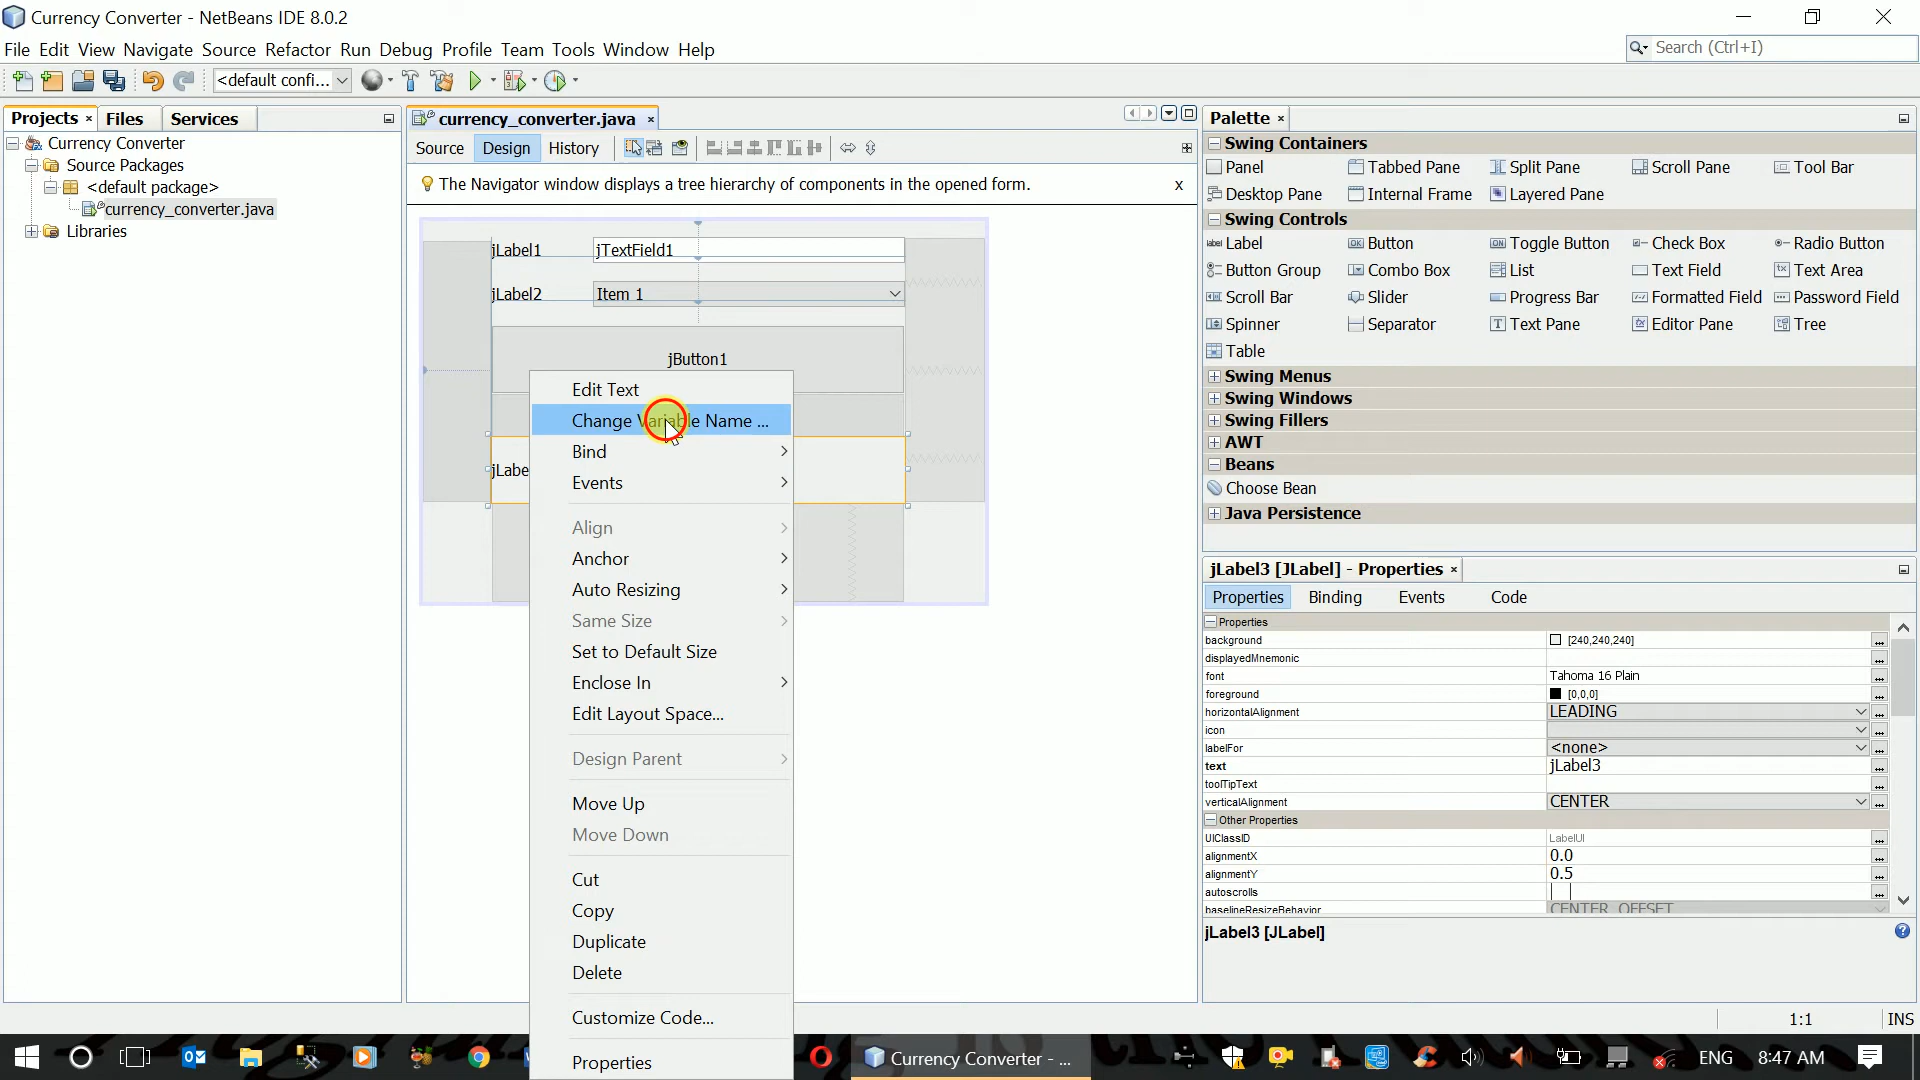 Currency Converter - NetBeans IDE 8.0.2
File Edit View Navigate Source Refactor Run Debug Profile Team Tools Window Help
Search (Ctrl+I)
<default confi...
Projects Files Services
Currency Converter
Source Packages
<default package>
currency_converter.java
Libraries
currency_converter.java
Source Design History
The Navigator window displays a tree hierarchy of components in the opened form. x
jLabel1 jTextField1
jLabel2 Item 1
jButton1
jLabe
Edit Text
Change Variable Name ...
Bind
Events
Align
Anchor
Auto Resizing
Same Size
Set to Default Size
Enclose In
Edit Layout Space...
Design Parent
Move Up
Move Down
Cut
Copy
Duplicate
Delete
Customize Code...
Properties
Palette
Swing Containers
Panel Tabbed Pane Split Pane Scroll Pane Tool Bar
Desktop Pane Internal Frame Layered Pane
Swing Controls
Label Button Toggle Button Check Box Radio Button
Button Group Combo Box List Text Field Text Area
Scroll Bar Slider Progress Bar Formatted Field Password Field
Spinner Separator Text Pane Editor Pane Tree
Table
Swing Menus
Swing Windows
Swing Fillers
AWT
Beans
Choose Bean
Java Persistence
jLabel3 [JLabel] - Properties
Properties Binding Events Code
Properties
background [240,240,240]
displayedMnemonic
font Tahoma 16 Plain
foreground [0,0,0]
horizontalAlignment LEADING
icon
labelFor <none>
text jLabel3
toolTipText
verticalAlignment CENTER
Other Properties
UIClassID LabelUI
alignmentX 0.0
alignmentY 0.5
autoscrolls
baselineResizeBehavior CENTER_OFFSET
jLabel3 [JLabel]
1:1 INS
Currency Converter - ...
ENG 8:47 AM